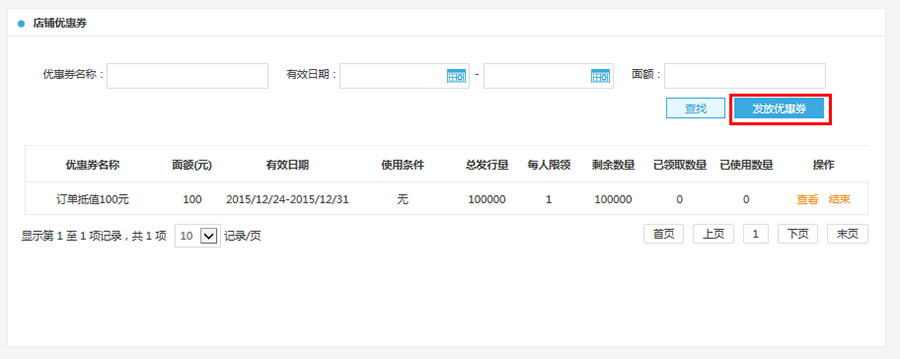 店铺优惠券
优惠券名称： 有效日期： - 面额：
查找 发放优惠券
优惠券名称 面额(元) 有效日期 使用条件 总发行量 每人限领 剩余数量 已领取数量 已使用数量 操作
订单抵值100元 100 2015/12/24-2015/12/31 无 100000 1 100000 0 0 查看 结束
显示第 1 至 1 项记录，共 1 项 10 记录/页 首页 上页 1 下页 末页